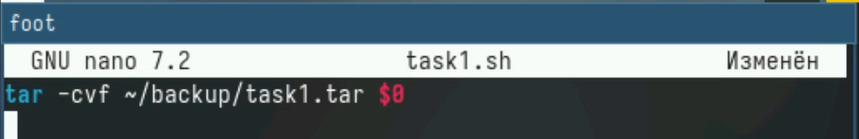 foot
GNU nano 7.2 task1.sh Изменён
tar -cvf ~/backup/task1.tar $0